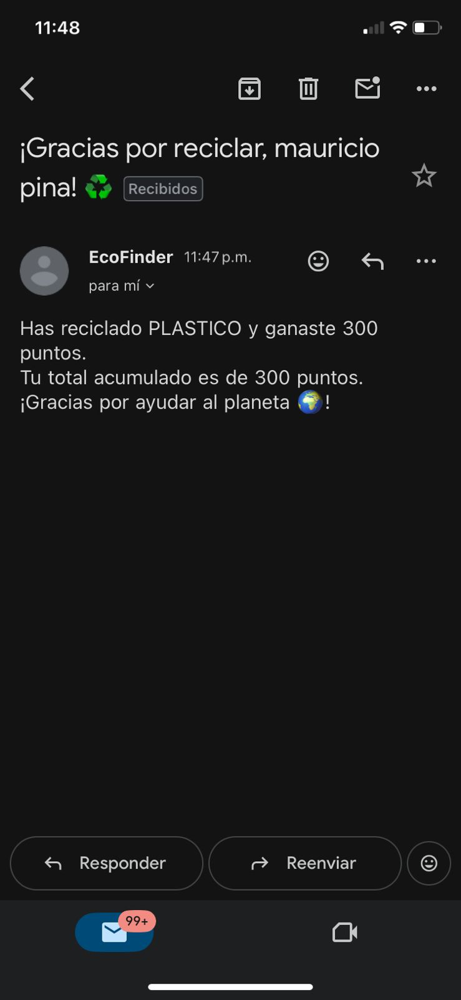 11:48
¡Gracias por reciclar, mauricio
pina! ♻️ Recibidos
EcoFinder 11:47 p.m.
para mí
Has reciclado PLASTICO y ganaste 300
puntos.
Tu total acumulado es de 300 puntos.
¡Gracias por ayudar al planeta 🌍!
Responder Reenviar
99+